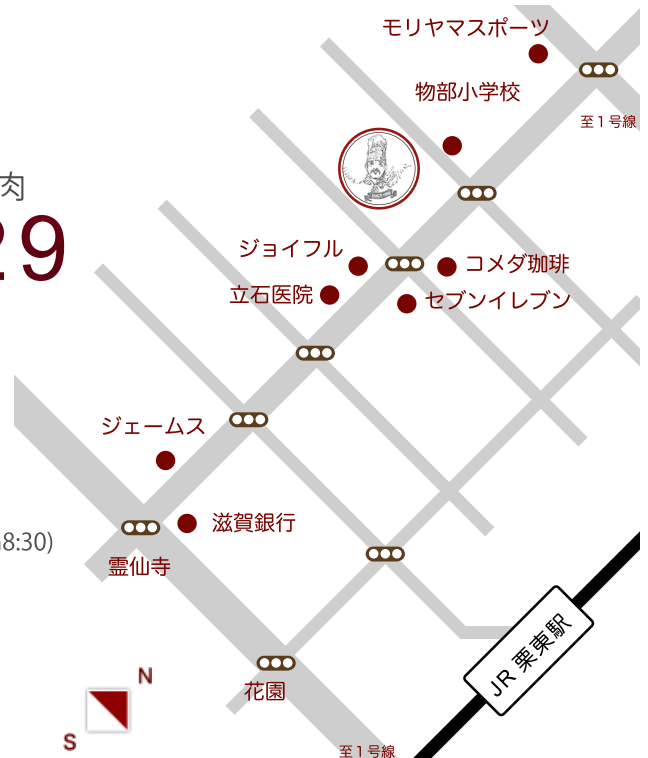 モリヤマスポーツ
物部小学校
至１号線
肉
29
ジョイフル
コメダ珈琲
立石医院
セブンイレブン
ジェームス
滋賀銀行
8:30)
霊仙寺
JR 栗東駅
花園
N
S
至１号線